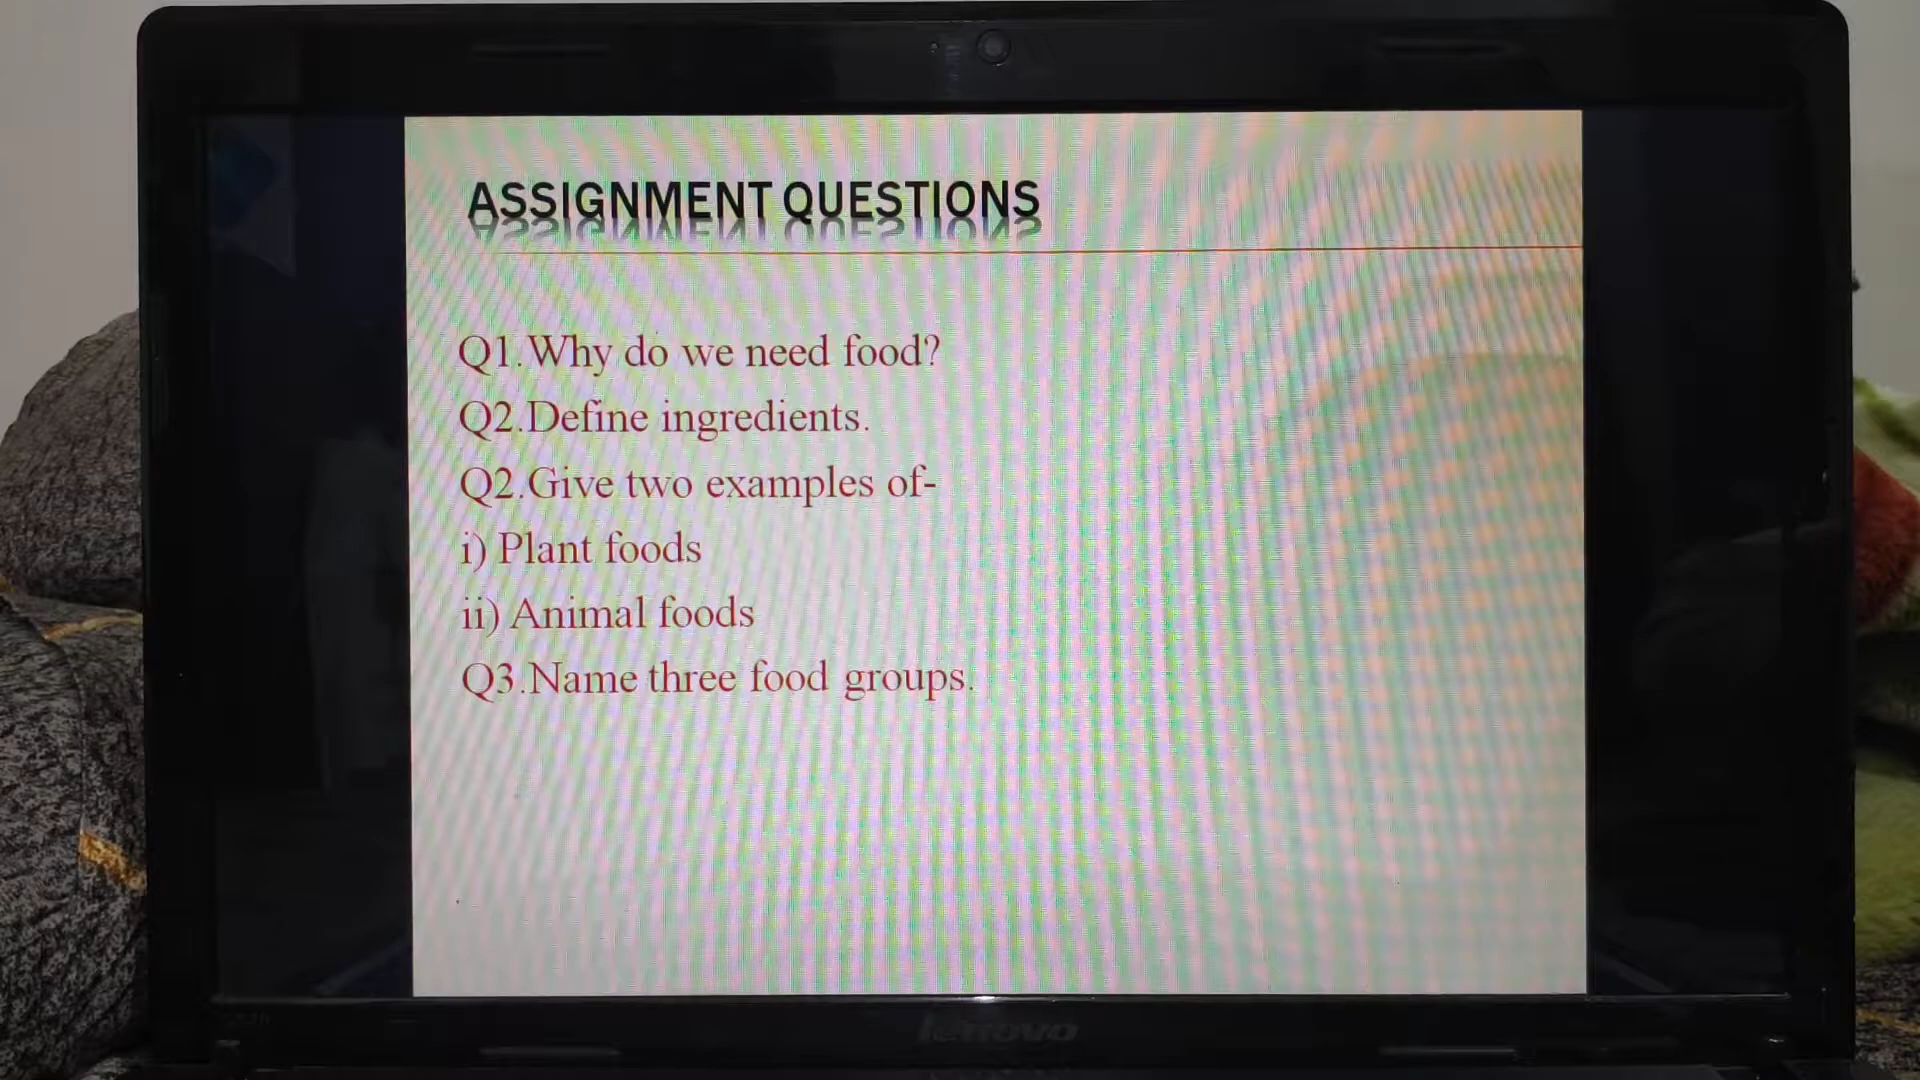 ASSIGNMENT QUESTIONS
Q1.Why do we need food?
Q2.Define ingredients.
Q2.Give two examples of-
i) Plant foods
ii) Animal foods
Q3.Name three food groups.
lenovo